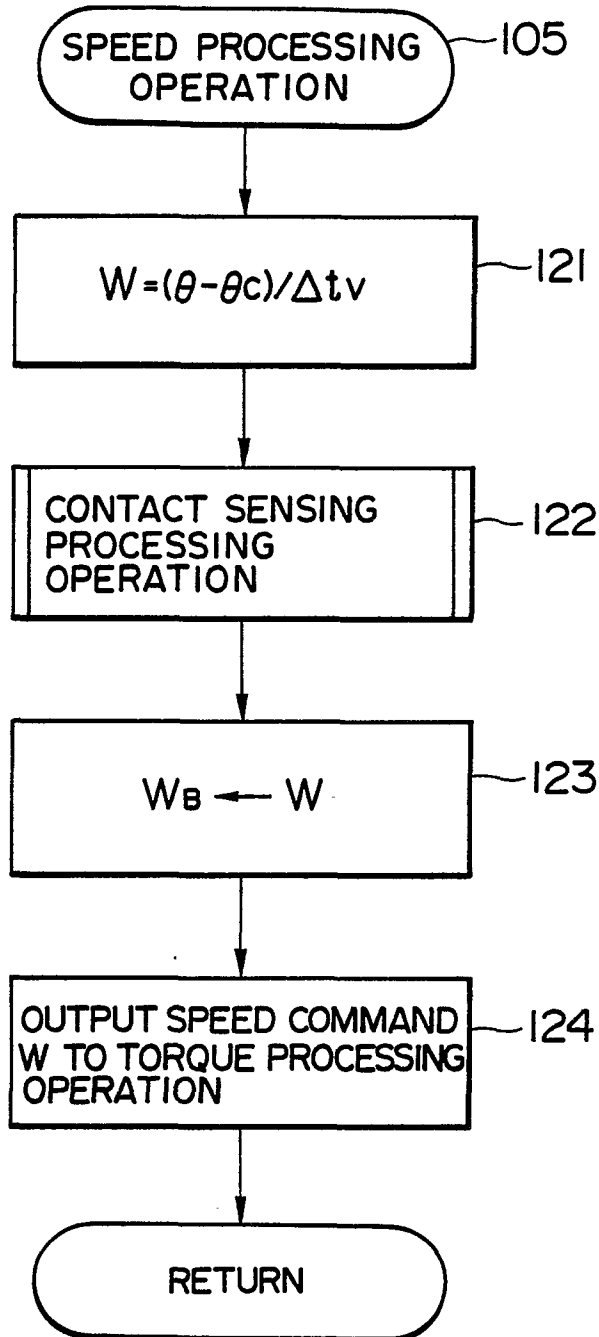 SPEED PROCESSING
OPERATION
105
W=(θ-θc)/Δtv
121
CONTACT SENSING
PROCESSING
OPERATION
122
WB ← W
123
OUTPUT SPEED COMMAND
W TO TORQUE PROCESSING
OPERATION
124
RETURN